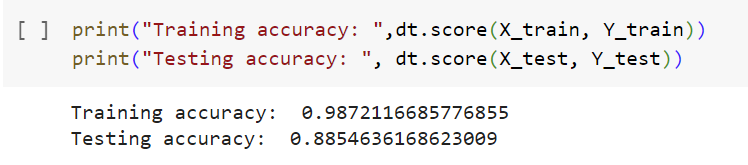 [ ] print("Training accuracy: ",dt.score(X_train, Y_train))
print("Testing accuracy: ", dt.score(X_test, Y_test))
Training accuracy:  0.9872116685776855
Testing accuracy:  0.8854636168623009